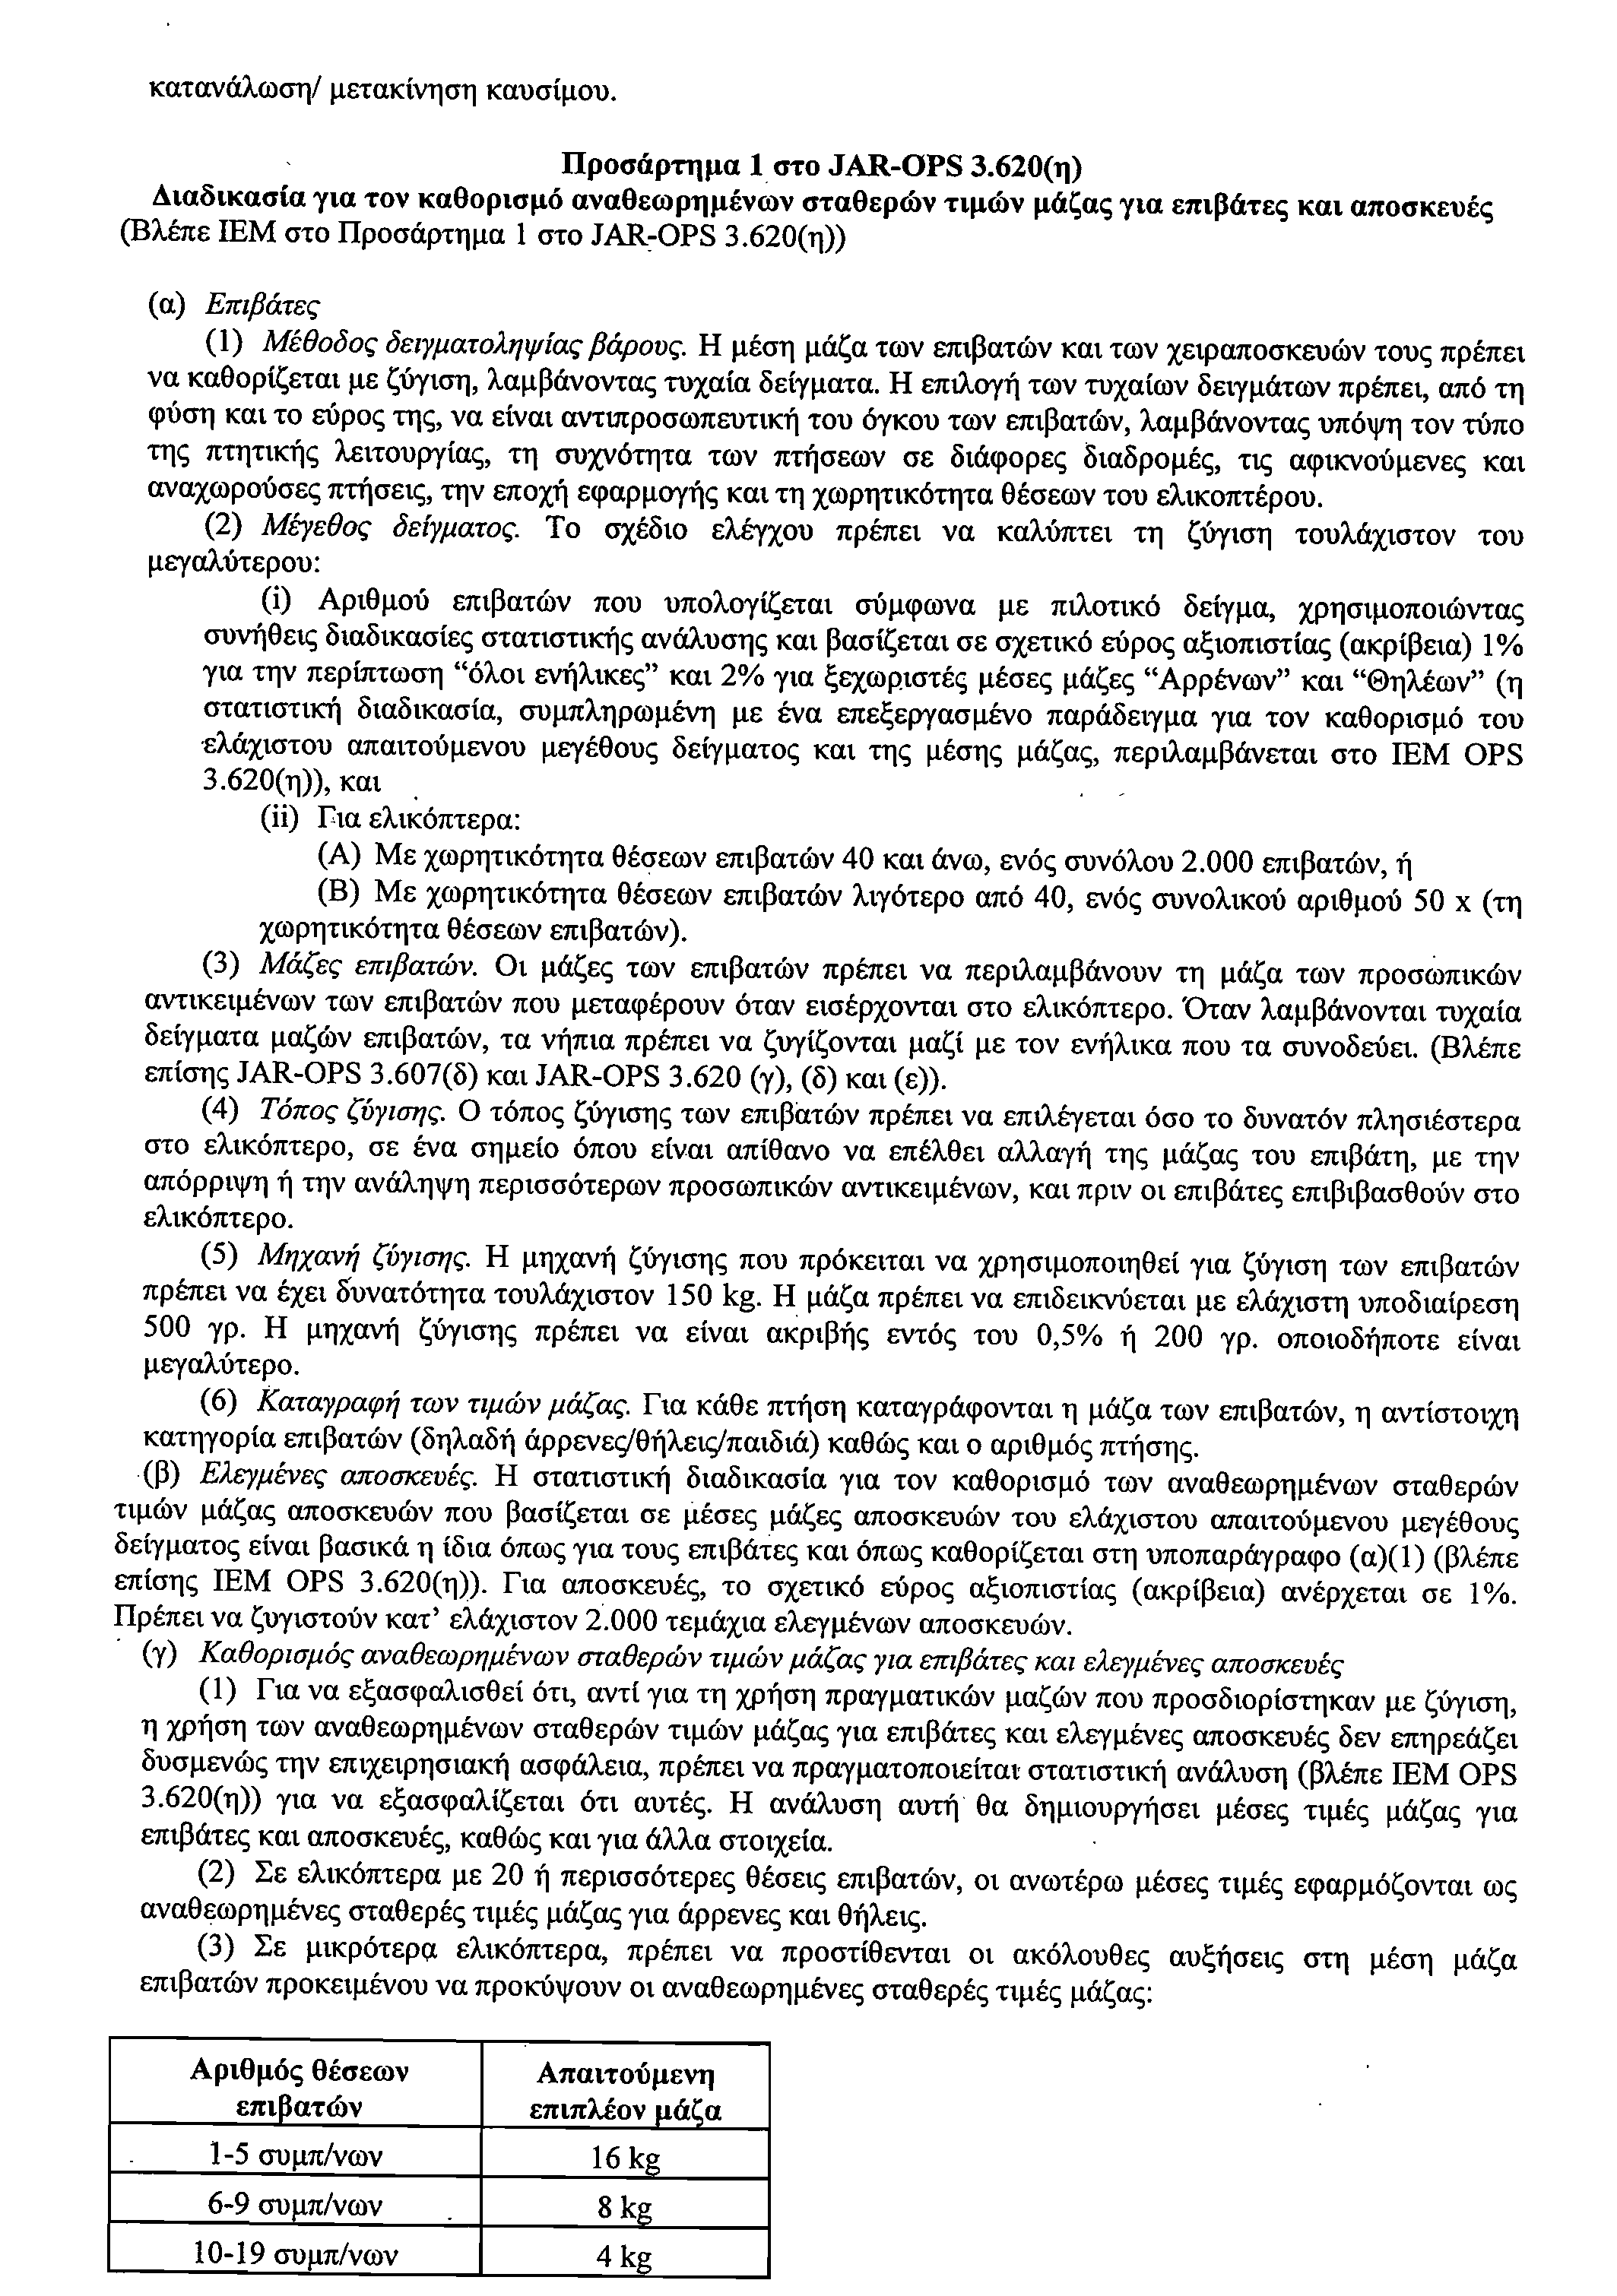 κατανάλωση/ μετακίνηση καυσίμου.
Προσάρτημα 1 στο JAR-OPS 3.620(η)
Διαδικασία για τον καθορισμό αναθεωρημένων σταθερών τιμών μάζας για επιβάτες και αποσκευές
(Βλέπε ΙΕΜ στο Προσάρτημα 1 στο JAR-OPS 3.620(η))
(α) Επιβάτες
(1) Μέθοδος δειγματοληψίας βάρους. Η μέση μάζα των επιβατών και των χειραποσκευών τους πρέπει
να καθορίζεται με ζύγιση, λαμβάνοντας τυχαία δείγματα. Η επιλογή των τυχαίων δειγμάτων πρέπει, από τη
φύση και το εύρος της, να είναι αντιπροσωπευτική του όγκου των επιβατών, λαμβάνοντας υπόψη τον τύπο
της πτητικής λειτουργίας, τη συχνότητα των πτήσεων σε διάφορες διαδρομές, τις αφικνούμενες και
αναχωρούσες πτήσεις, την εποχή εφαρμογής και τη χωρητικότητα θέσεων του ελικοπτέρου.
(2) Μέγεθος δείγματος. Το σχέδιο ελέγχου πρέπει να καλύπτει τη ζύγιση τουλάχιστον του
μεγαλύτερου:
(i) Αριθμού επιβατών που υπολογίζεται σύμφωνα με πιλοτικό δείγμα, χρησιμοποιώντας
συνήθεις διαδικασίες στατιστικής ανάλυσης και βασίζεται σε σχετικό εύρος αξιοπιστίας (ακρίβεια) 1%
για την περίπτωση “όλοι ενήλικες” και 2% για ξεχωριστές μέσες μάζες “Αρρένων” και “Θηλέων” (η
στατιστική διαδικασία, συμπληρωμένη με ένα επεξεργασμένο παράδειγμα για τον καθορισμό του
ελάχιστου απαιτούμενου μεγέθους δείγματος και της μέσης μάζας, περιλαμβάνεται στο ΙΕΜ OPS
3.620(η)), και
(ii) Για ελικόπτερα:
(Α) Με χωρητικότητα θέσεων επιβατών 40 και άνω, ενός συνόλου 2.000 επιβατών, ή
(Β) Με χωρητικότητα θέσεων επιβατών λιγότερο από 40, ενός συνολικού αριθμού 50 x (τη
χωρητικότητα θέσεων επιβατών).
(3) Μάζες επιβατών. Οι μάζες των επιβατών πρέπει να περιλαμβάνουν τη μάζα των προσωπικών
αντικειμένων των επιβατών που μεταφέρουν όταν εισέρχονται στο ελικόπτερο. Όταν λαμβάνονται τυχαία
δείγματα μαζών επιβατών, τα νήπια πρέπει να ζυγίζονται μαζί με τον ενήλικα που τα συνοδεύει. (Βλέπε
επίσης JAR-OPS 3.607(δ) και JAR-OPS 3.620 (γ), (δ) και (ε)).
(4) Τόπος ζύγισης. Ο τόπος ζύγισης των επιβατών πρέπει να επιλέγεται όσο το δυνατόν πλησιέστερα
στο ελικόπτερο, σε ένα σημείο όπου είναι απίθανο να επέλθει αλλαγή της μάζας του επιβάτη, με την
απόρριψη ή την ανάληψη περισσότερων προσωπικών αντικειμένων, και πριν οι επιβάτες επιβιβασθούν στο
ελικόπτερο.
(5) Μηχανή ζύγισης. Η μηχανή ζύγισης που πρόκειται να χρησιμοποιηθεί για ζύγιση των επιβατών
πρέπει να έχει δυνατότητα τουλάχιστον 150 kg. Η μάζα πρέπει να επιδεικνύεται με ελάχιστη υποδιαίρεση
500 γρ. Η μηχανή ζύγισης πρέπει να είναι ακριβής εντός του 0,5% ή 200 γρ. οποιοδήποτε είναι
μεγαλύτερο.
(6) Καταγραφή των τιμών μάζας. Για κάθε πτήση καταγράφονται η μάζα των επιβατών, η αντίστοιχη
κατηγορία επιβατών (δηλαδή άρρενες/θήλεις/παιδιά) καθώς και ο αριθμός πτήσης.
(β) Ελεγμένες αποσκευές. Η στατιστική διαδικασία για τον καθορισμό των αναθεωρημένων σταθερών
τιμών μάζας αποσκευών που βασίζεται σε μέσες μάζες αποσκευών του ελάχιστου απαιτούμενου μεγέθους
δείγματος είναι βασικά η ίδια όπως για τους επιβάτες και όπως καθορίζεται στη υποπαράγραφο (α)(1) (βλέπε
επίσης ΙΕΜ OPS 3.620(η)). Για αποσκευές, το σχετικό εύρος αξιοπιστίας (ακρίβεια) ανέρχεται σε 1%.
Πρέπει να ζυγιστούν κατ’ ελάχιστον 2.000 τεμάχια ελεγμένων αποσκευών.
(γ) Καθορισμός αναθεωρημένων σταθερών τιμών μάζας για επιβάτες και ελεγμένες αποσκευές
(1) Για να εξασφαλισθεί ότι, αντί για τη χρήση πραγματικών μαζών που προσδιορίστηκαν με ζύγιση,
η χρήση των αναθεωρημένων σταθερών τιμών μάζας για επιβάτες και ελεγμένες αποσκευές δεν επηρεάζει
δυσμενώς την επιχειρησιακή ασφάλεια, πρέπει να πραγματοποιείται στατιστική ανάλυση (βλέπε ΙΕΜ OPS
3.620(η)) για να εξασφαλίζεται ότι αυτές. Η ανάλυση αυτή θα δημιουργήσει μέσες τιμές μάζας για
επιβάτες και αποσκευές, καθώς και για άλλα στοιχεία.
(2) Σε ελικόπτερα με 20 ή περισσότερες θέσεις επιβατών, οι ανωτέρω μέσες τιμές εφαρμόζονται ως
αναθεωρημένες σταθερές τιμές μάζας για άρρενες και θήλεις.
(3) Σε μικρότερα ελικόπτερα, πρέπει να προστίθενται οι ακόλουθες αυξήσεις στη μέση μάζα
επιβατών προκειμένου να προκύψουν οι αναθεωρημένες σταθερές τιμές μάζας:
Αριθμός θέσεων Απαιτούμενη
επιβατών επιπλέον μάζα
1-5 συμπ/νων 16 kg
6-9 συμπ/νων 8 kg
10-19 συμπ/νων 4 kg